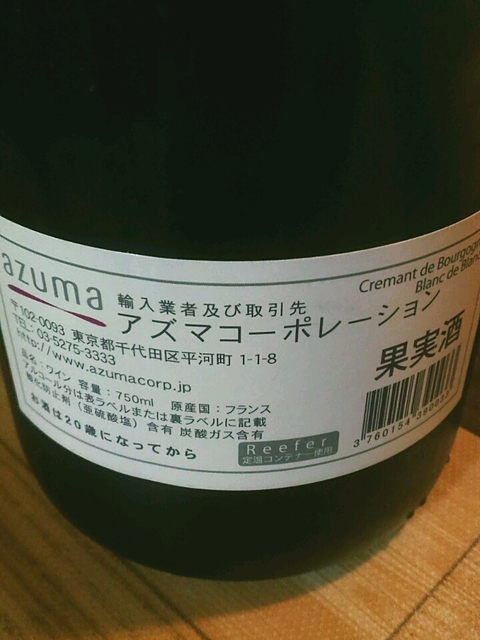 azuma
輸入業者及び取引先
アズマコーポレーション
〒102-0093 東京都千代田区平河町 1-1-8
TEL: 03-5275-3333
http://www.azumacorp.jp
品名:ワイン 容量:750ml 原産国:フランス
アルコール分は表ラベルまたは裏ラベルに記載
酸化防止剤（亜硫酸塩）含有 炭酸ガス含有
お酒は20歳になってから
Reefer
定温コンテナー使用
Cremant de Bourgogne
Blanc de Blancs
果実酒
3 760154 380023